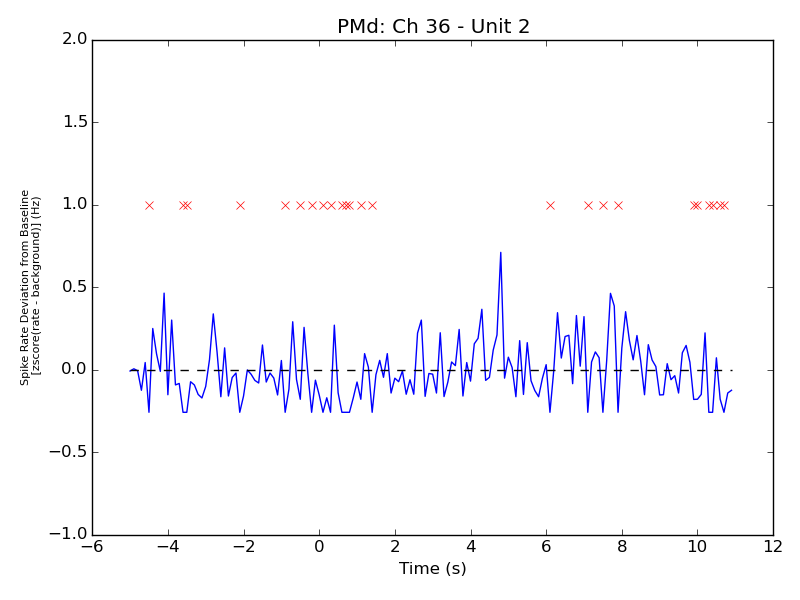 PMd: Ch 36 - Unit 2
2.0
1.5
1.0
0.5
0.0
−0.5
−1.0
Spike Rate Deviation from Baseline
[zscore(rate - background)] (Hz)
−6 −4 −2 0 2 4 6 8 10 12
Time (s)